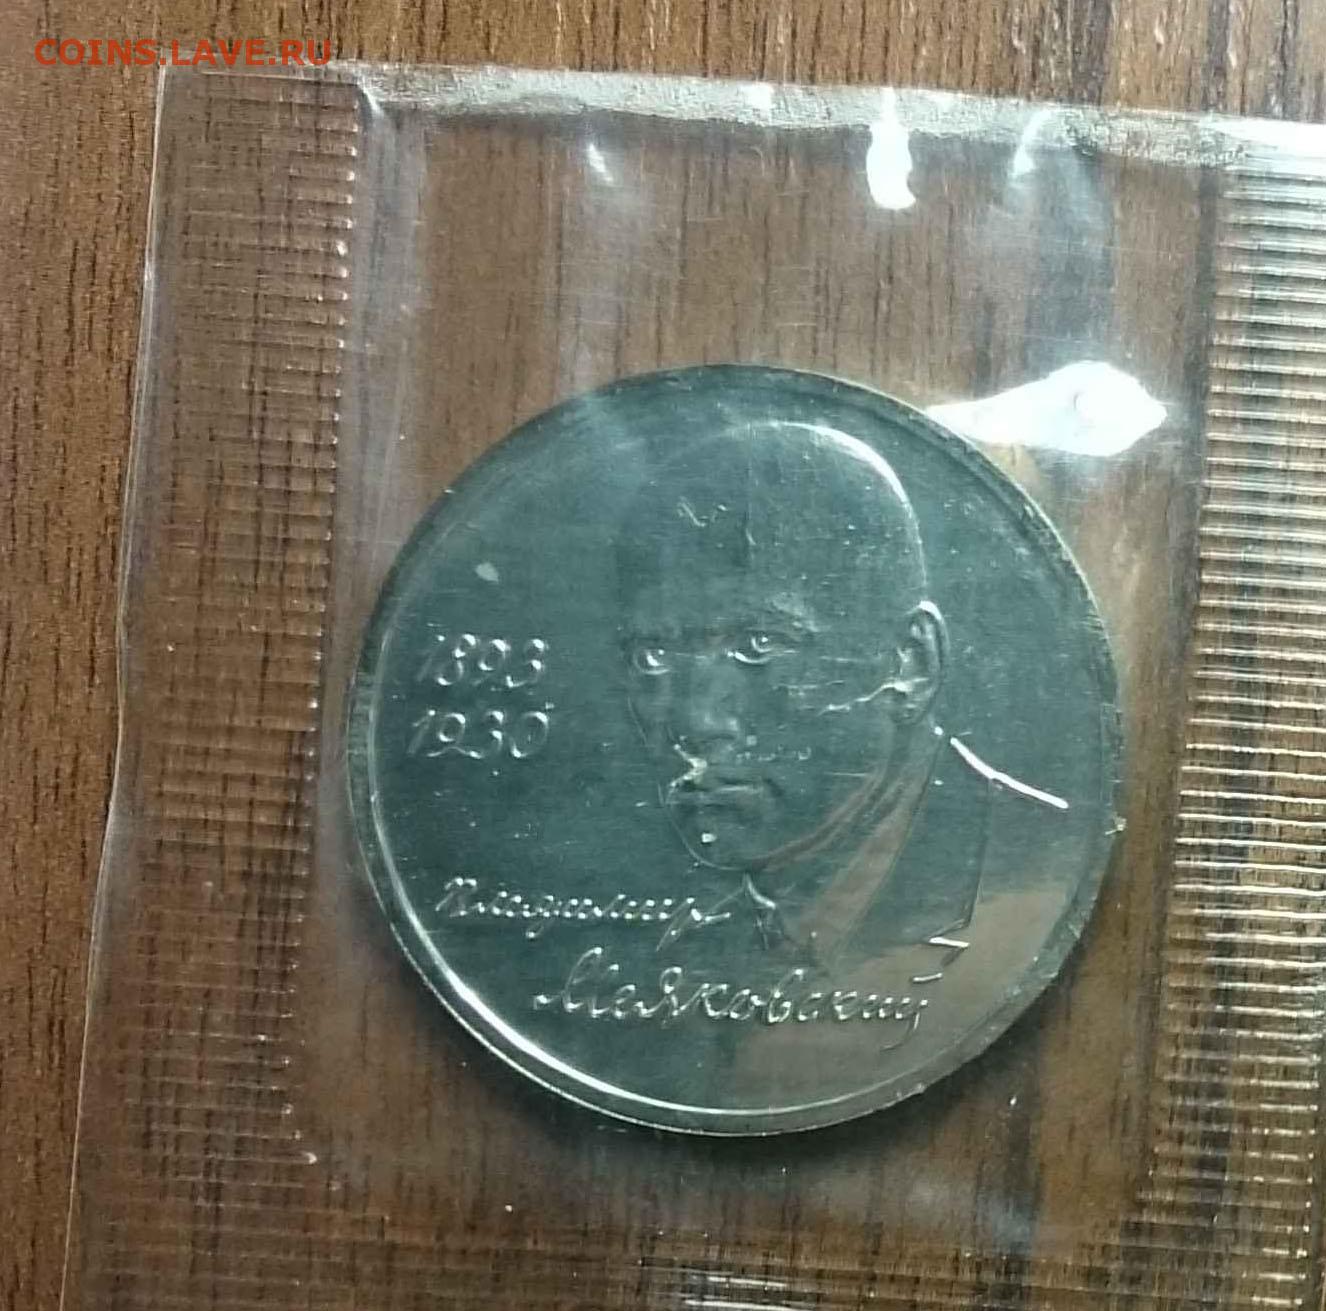 COINS.LAVE.RU
1893
1930
Владимир
Маяковский